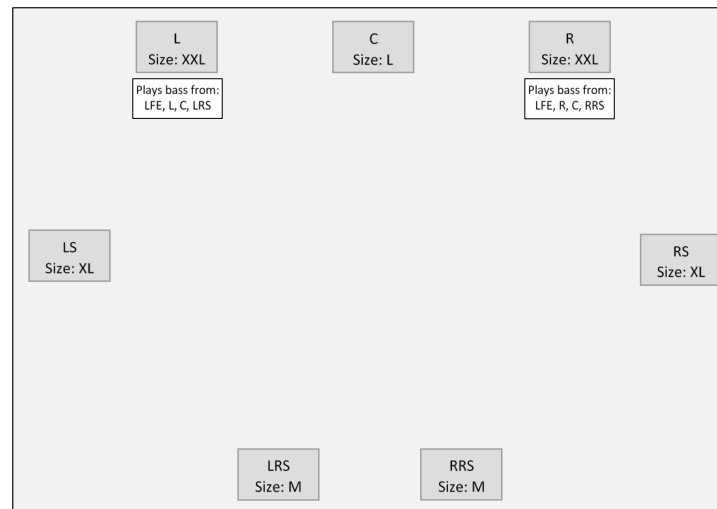 L
Size: XXL
C
Size: L
R
Size: XXL
Plays bass from:
LFE, L, C, LRS
Plays bass from:
LFE, R, C, RRS
LS
Size: XL
RS
Size: XL
LRS
Size: M
RRS
Size: M